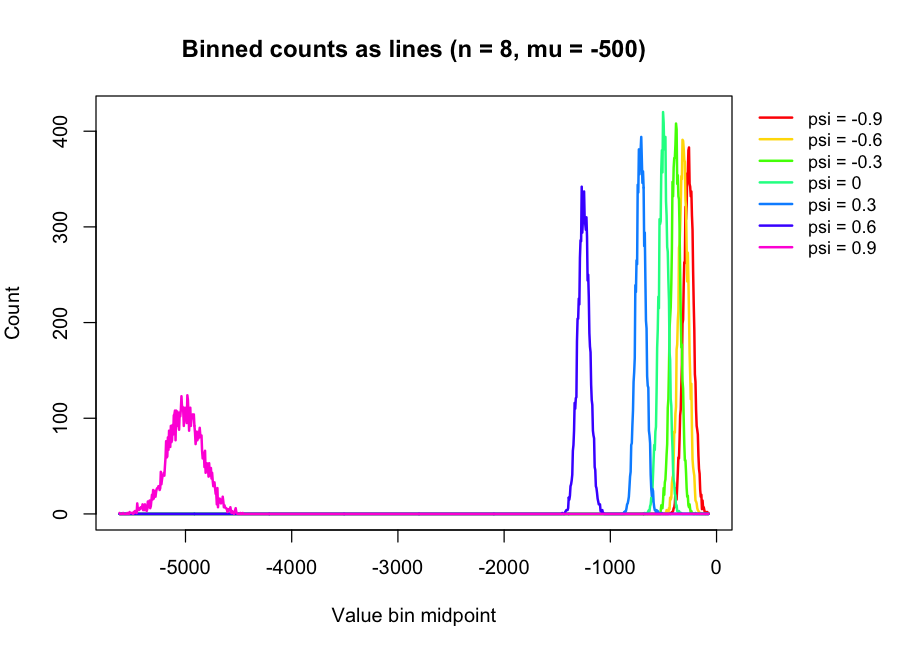 Binned counts as lines (n = 8, mu = -500)
400
300
200
100
0
Count
-5000 -4000 -3000 -2000 -1000 0
Value bin midpoint
psi = -0.9
psi = -0.6
psi = -0.3
psi = 0
psi = 0.3
psi = 0.6
psi = 0.9